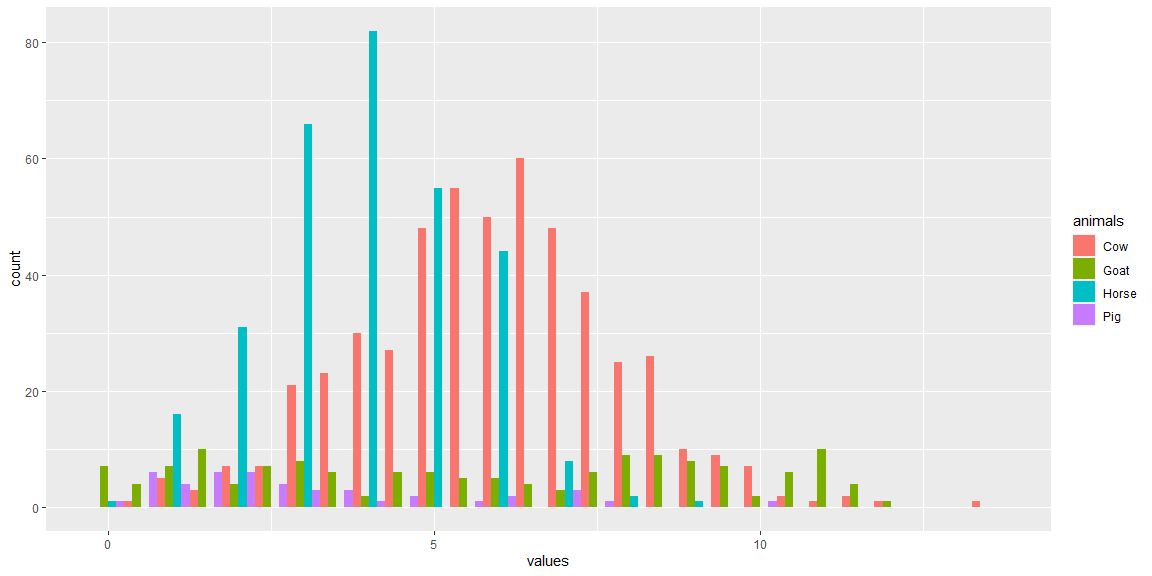 80
60
40
20
0
count
0 5 10
values
animals
Cow
Goat
Horse
Pig